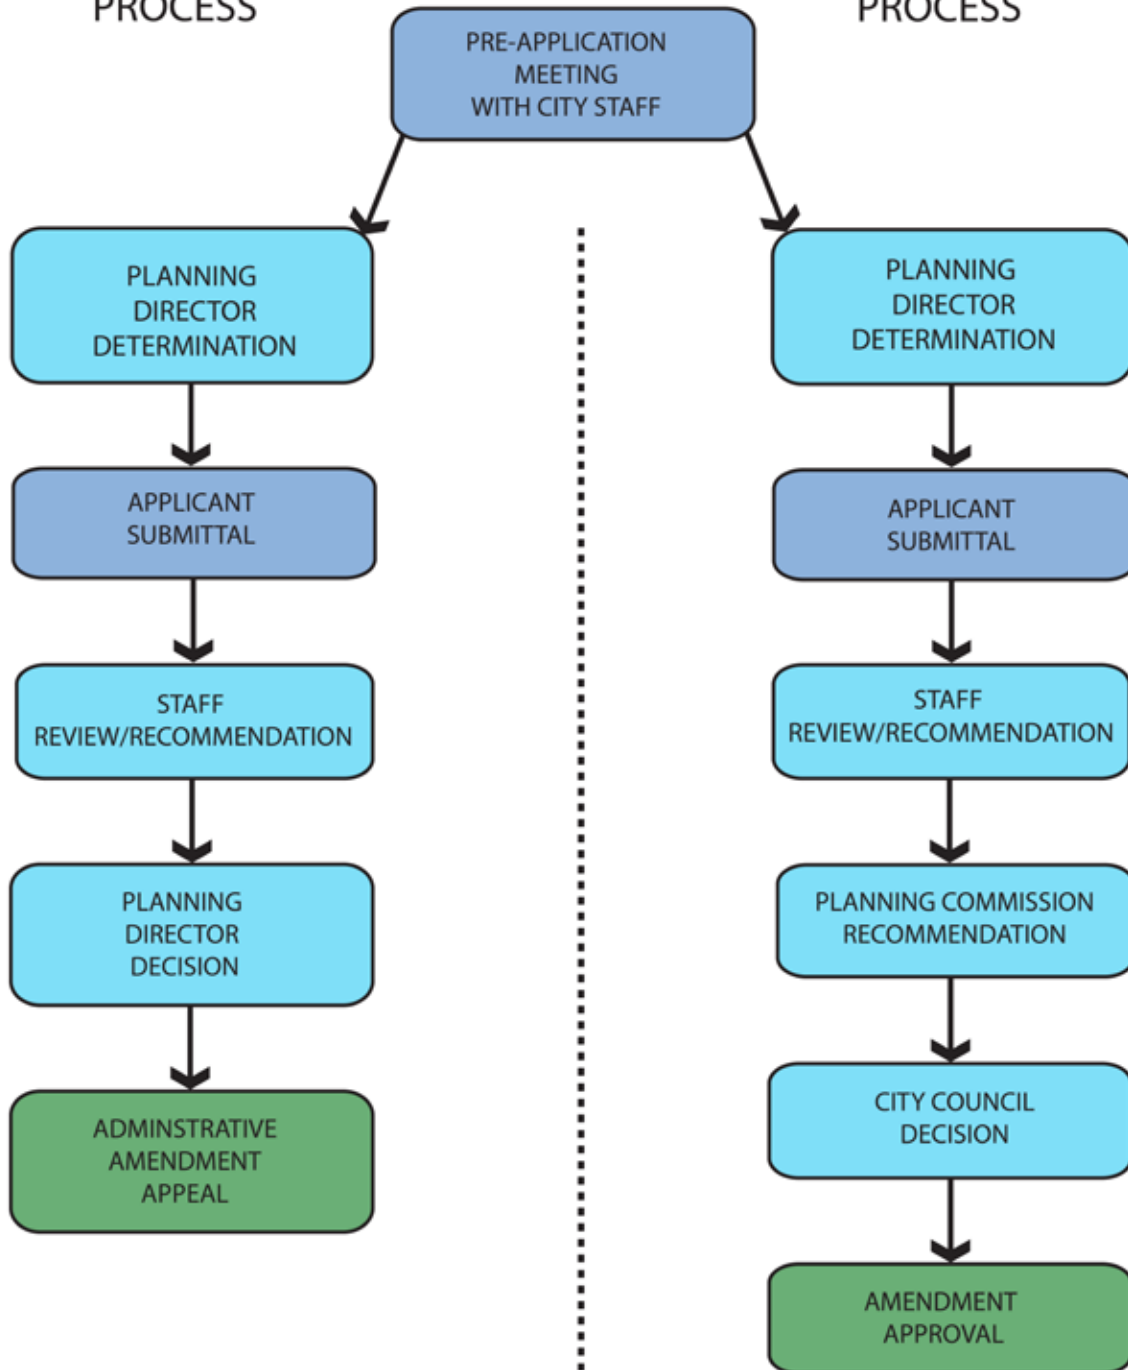 PROCESS
PROCESS
PRE-APPLICATION
MEETING
WITH CITY STAFF
PLANNING
DIRECTOR
DETERMINATION
APPLICANT
SUBMITTAL
STAFF
REVIEW/RECOMMENDATION
PLANNING
DIRECTOR
DECISION
ADMINSTRATIVE
AMENDMENT
APPEAL
PLANNING
DIRECTOR
DETERMINATION
APPLICANT
SUBMITTAL
STAFF
REVIEW/RECOMMENDATION
PLANNING COMMISSION
RECOMMENDATION
CITY COUNCIL
DECISION
AMENDMENT
APPROVAL